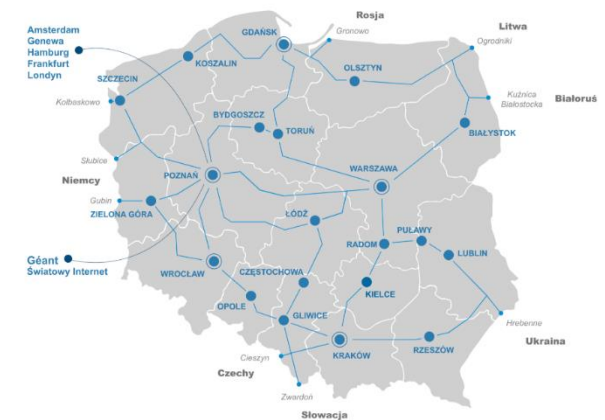 Amsterdam
Genewa
Hamburg
Frankfurt
Londyn
Rosja
Litwa
GDAŃSK
Gronowo
Ogrodniki
KOSZALIN
OLSZTYN
SZCZECIN
Kołbaskowo
Kuźnica
Białostocka
Białoruś
BYDGOSZCZ
TORUŃ
BIAŁYSTOK
Słubice
POZNAŃ
WARSZAWA
Niemcy
Gubin
ZIELONA GÓRA
ŁÓDŹ
PUŁAWY
RADOM
LUBLIN
Géant
Światowy Internet
WROCŁAW
CZĘSTOCHOWA
KIELCE
OPOLE
GLIWICE
Hrebenne
Ukraina
Cieszyn
KRAKÓW
RZESZÓW
Czechy
Zwardoń
Słowacja